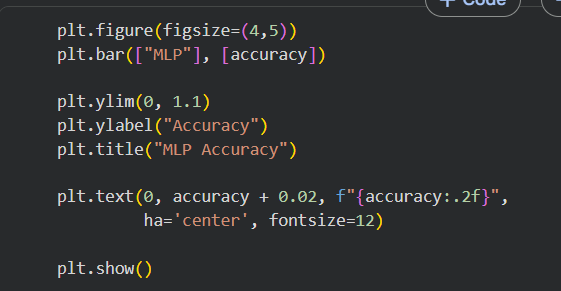 + Code
plt.figure(figsize=(4,5))
plt.bar(["MLP"], [accuracy])
plt.ylim(0, 1.1)
plt.ylabel("Accuracy")
plt.title("MLP Accuracy")
plt.text(0, accuracy + 0.02, f"{accuracy:.2f}",
ha='center', fontsize=12)
plt.show()